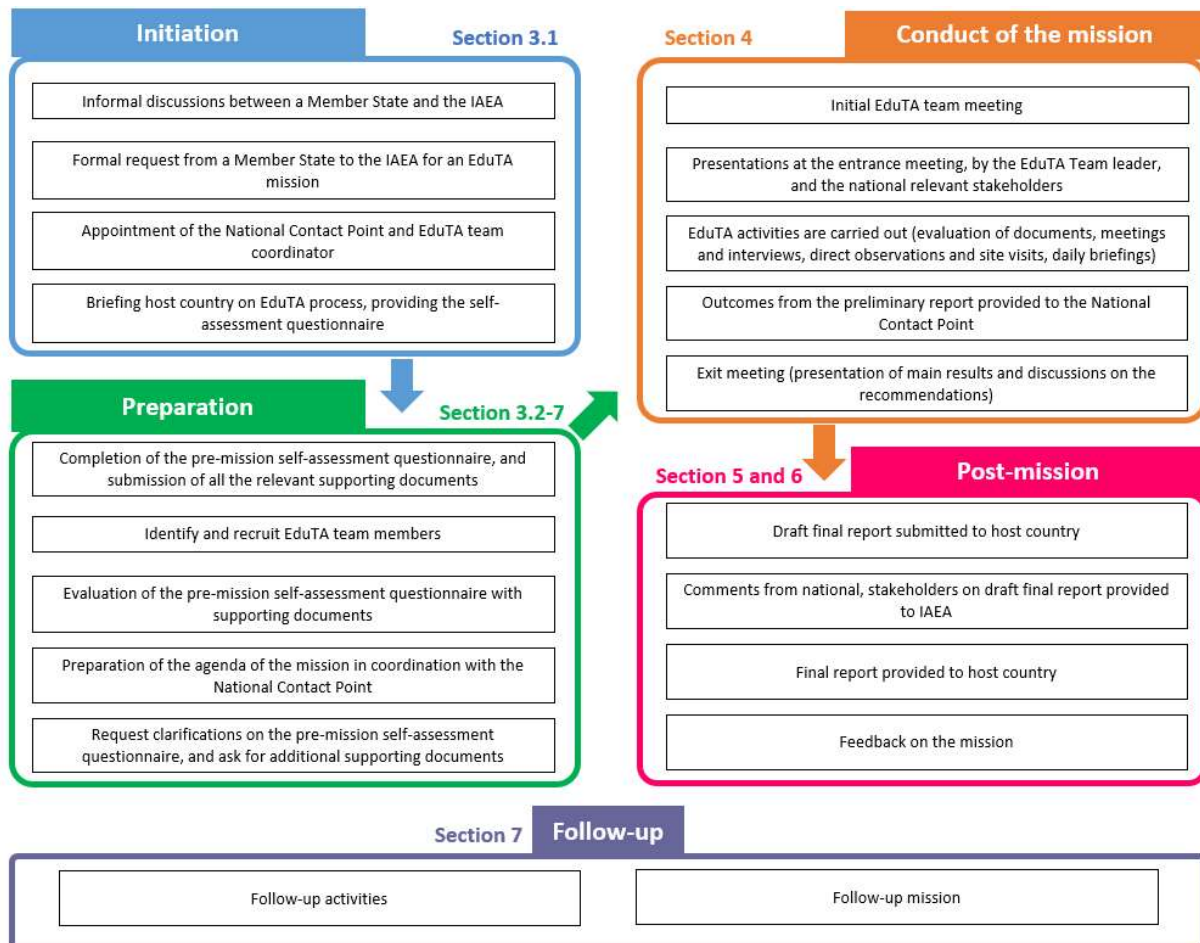 Initiation
Section 3.1
Informal discussions between a Member State and the IAEA
Formal request from a Member State to the IAEA for an EduTA
mission
Appointment of the National Contact Point and EduTA team
coordinator
Briefing host country on EduTA process, providing the self-
assessment questionnaire
Preparation
Section 3.2-7
Completion of the pre-mission self-assessment questionnaire, and
submission of all the relevant supporting documents
Identify and recruit EduTA team members
Evaluation of the pre-mission self-assessment questionnaire with
supporting documents
Preparation of the agenda of the mission in coordination with the
National Contact Point
Request clarifications on the pre-mission self-assessment
questionnaire, and ask for additional supporting documents
Section 4
Conduct of the mission
Initial EduTA team meeting
Presentations at the entrance meeting, by the EduTA Team leader,
and the national relevant stakeholders
EduTA activities are carried out (evaluation of documents, meetings
and interviews, direct observations and site visits, daily briefings)
Outcomes from the preliminary report provided to the National
Contact Point
Exit meeting (presentation of main results and discussions on the
recommendations)
Section 5 and 6
Post-mission
Draft final report submitted to host country
Comments from national, stakeholders on draft final report provided
to IAEA
Final report provided to host country
Feedback on the mission
Section 7
Follow-up
Follow-up activities
Follow-up mission